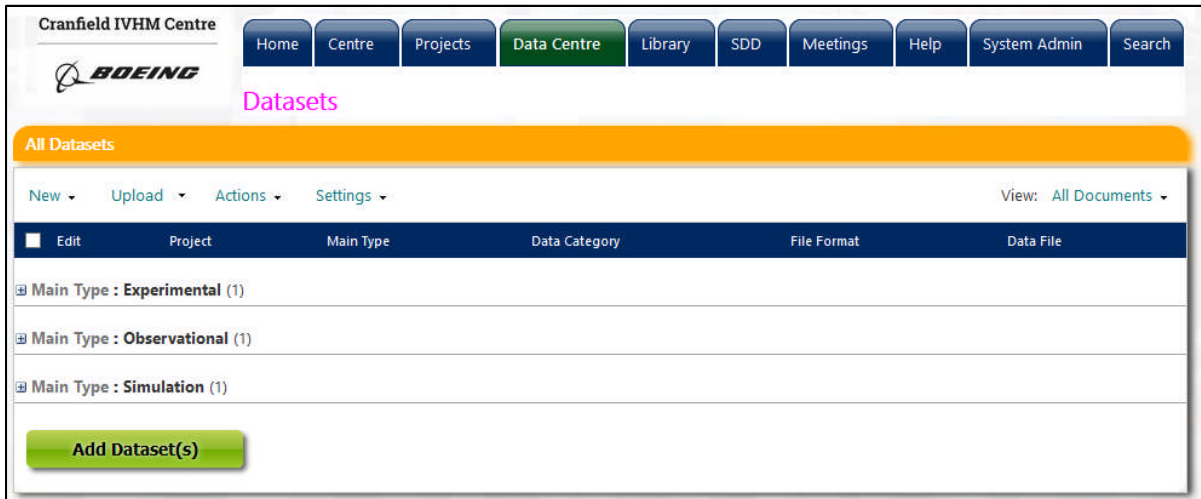 Cranfield IVHM Centre
BOEING
Home Centre Projects Data Centre Library SDD Meetings Help System Admin Search
Datasets
All Datasets
New Upload Actions Settings View: All Documents
Edit Project Main Type Data Category File Format Data File
Main Type : Experimental (1)
Main Type : Observational (1)
Main Type : Simulation (1)
Add Dataset(s)